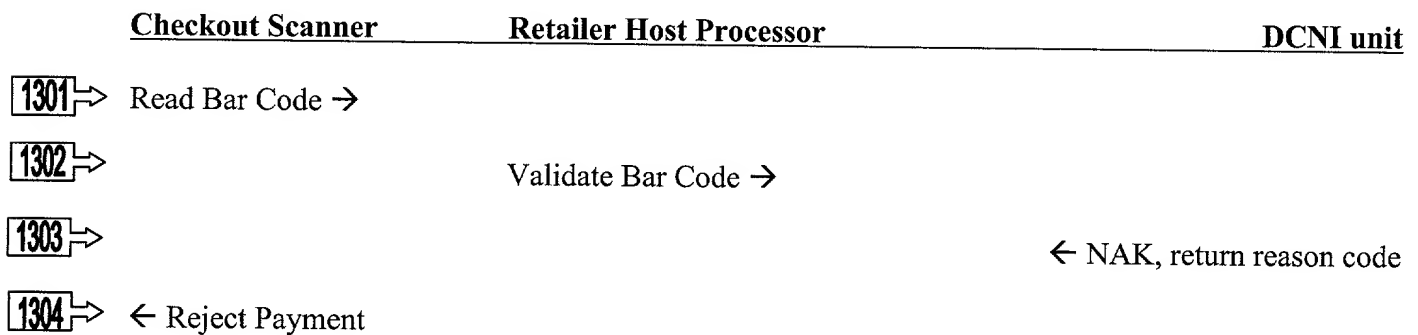 Checkout Scanner Retailer Host Processor DCNI unit
1301 Read Bar Code →
1302 Validate Bar Code →
1303 ← NAK, return reason code
1304 ← Reject Payment